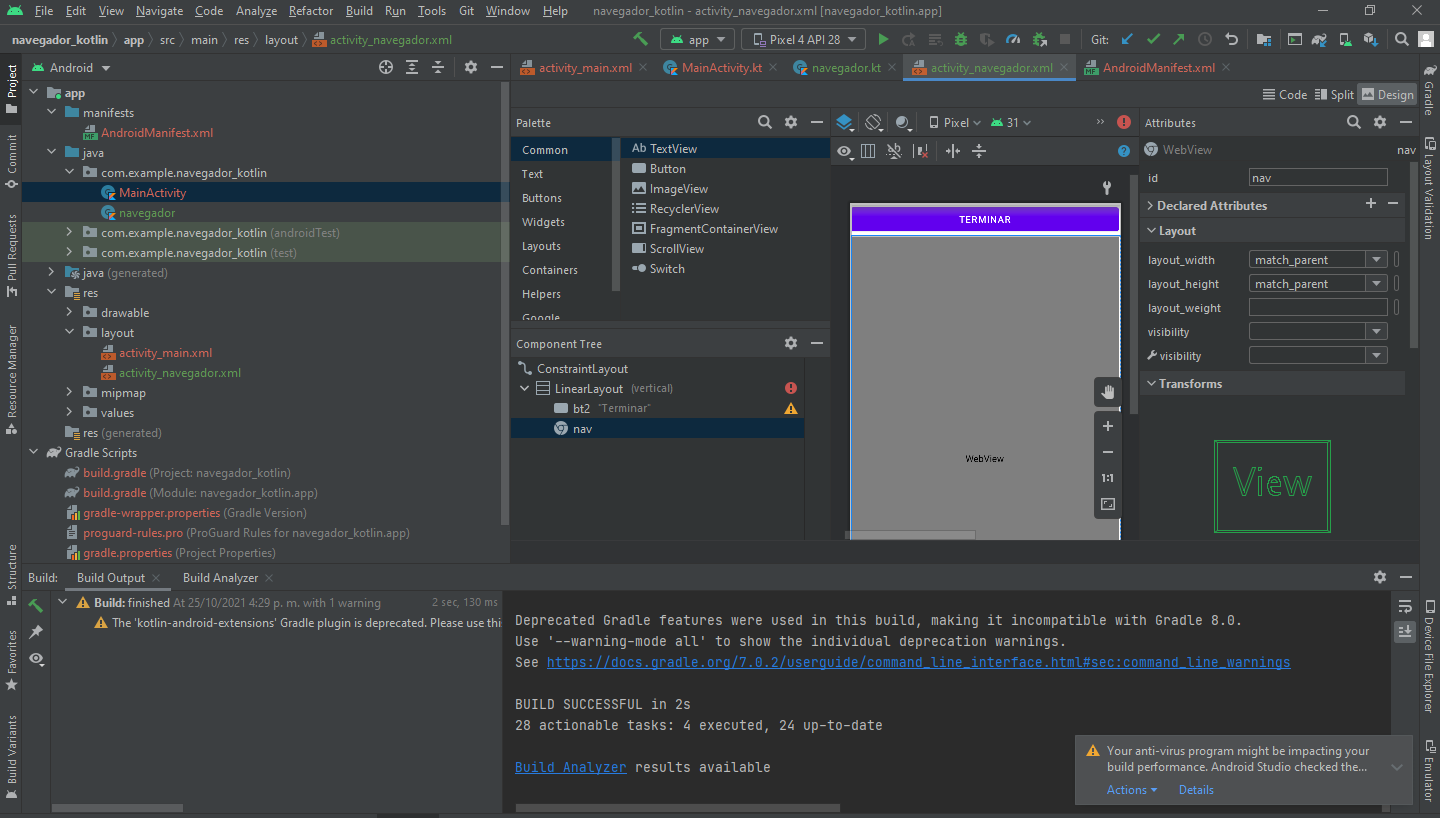 File Edit View Navigate Code Analyze Refactor Build Run Tools Git Window Help navegador_kotlin - activity_navegador.xml [navegador_kotlin.app]
navegador_kotlin app src main res layout activity_navegador.xml app Pixel 4 API 28 Git:
Android
activity_main.xml MainActivity.kt navegador.kt activity_navegador.xml AndroidManifest.xml
Code Split Design
Project
Commit
Pull Requests
Resource Manager
Structure
Favorites
Build Variants
app
manifests
AndroidManifest.xml
java
com.example.navegador_kotlin
MainActivity
navegador
com.example.navegador_kotlin (androidTest)
com.example.navegador_kotlin (test)
java (generated)
res
drawable
layout
activity_main.xml
activity_navegador.xml
mipmap
values
res (generated)
Gradle Scripts
build.gradle (Project: navegador_kotlin)
build.gradle (Module: navegador_kotlin.app)
gradle-wrapper.properties (Gradle Version)
proguard-rules.pro (ProGuard Rules for navegador_kotlin.app)
gradle.properties (Project Properties)
Palette
Common
Text
Buttons
Widgets
Layouts
Containers
Helpers
Google
Ab TextView
Button
ImageView
RecyclerView
FragmentContainerView
ScrollView
Switch
Component Tree
ConstraintLayout
LinearLayout (vertical)
bt2 "Terminar"
nav
Pixel 31
TERMINAR
WebView
1:1
Attributes
WebView nav
id nav
Declared Attributes
Layout
layout_width match_parent
layout_height match_parent
layout_weight
visibility
visibility
Transforms
View
Gradle
Layout Validation
Device File Explorer
Emulator
Build: Build Output Build Analyzer
Build: finished At 25/10/2021 4:29 p. m. with 1 warning 2 sec, 130 ms
The 'kotlin-android-extensions' Gradle plugin is deprecated. Please use thi
Deprecated Gradle features were used in this build, making it incompatible with Gradle 8.0.
Use '--warning-mode all' to show the individual deprecation warnings.
See https://docs.gradle.org/7.0.2/userguide/command_line_interface.html#sec:command_line_warnings
BUILD SUCCESSFUL in 2s
28 actionable tasks: 4 executed, 24 up-to-date
Build Analyzer results available
Your anti-virus program might be impacting your
build performance. Android Studio checked the...
Actions Details